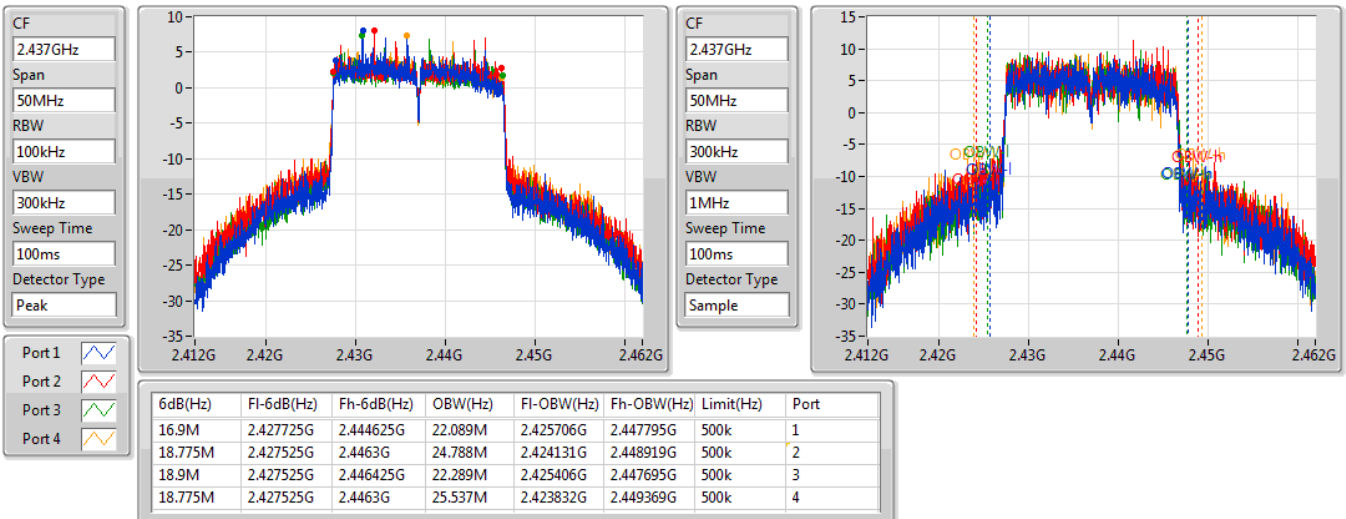 CF
2.437GHz
Span
50MHz
RBW
100kHz
VBW
300kHz
Sweep Time
100ms
Detector Type
Peak
10
5
0
-5
-10
-15
-20
-25
-30
-35
2.412G 2.42G 2.43G 2.44G 2.45G 2.462G
CF
2.437GHz
Span
50MHz
RBW
300kHz
VBW
1MHz
Sweep Time
100ms
Detector Type
Sample
15
10
5
0
-5
-10
-15
-20
-25
-30
-35
OBW-h
OBW-h
2.412G 2.42G 2.43G 2.44G 2.45G 2.462G
Port 1
Port 2
Port 3
Port 4
6dB(Hz) Fl-6dB(Hz) Fh-6dB(Hz) OBW(Hz) Fl-OBW(Hz) Fh-OBW(Hz) Limit(Hz) Port
16.9M 2.427725G 2.444625G 22.089M 2.425706G 2.447795G 500k 1
18.775M 2.427525G 2.4463G 24.788M 2.424131G 2.448919G 500k 2
18.9M 2.427525G 2.446425G 22.289M 2.425406G 2.447695G 500k 3
18.775M 2.427525G 2.4463G 25.537M 2.423832G 2.449369G 500k 4